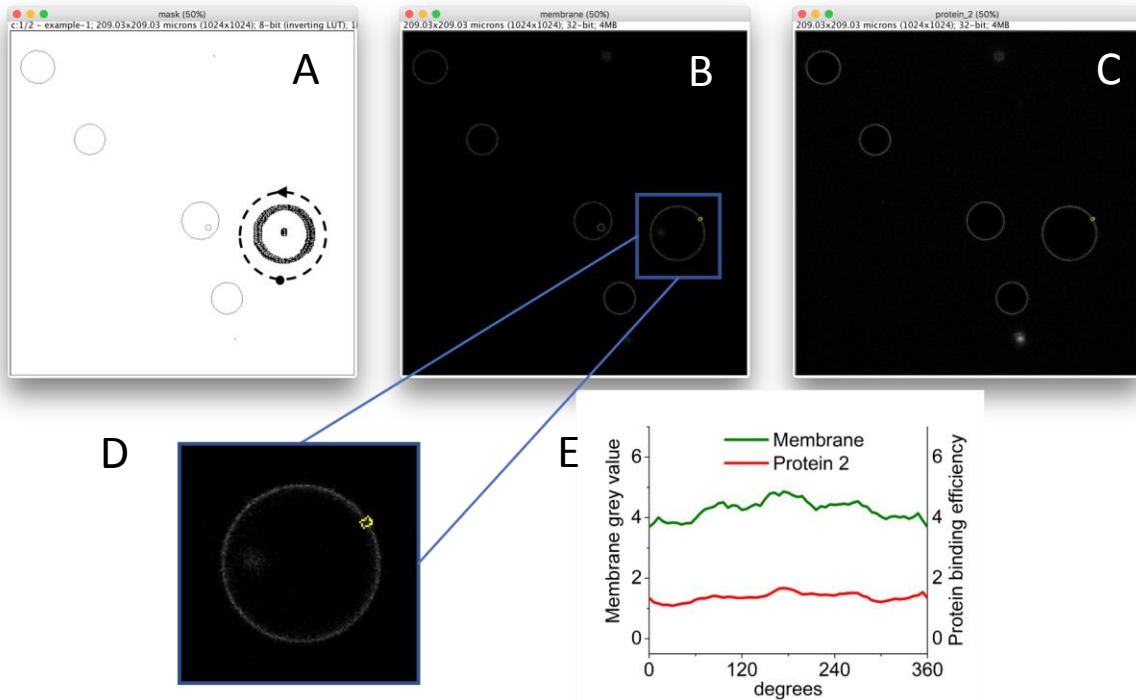 mask (50%)
c:1/2 - example-1; 209.03x209.03 microns (1024x1024); 8-bit (inverting LUT); 1
A
membrane (50%)
209.03x209.03 microns (1024x1024); 32-bit; 4MB
B
protein_2 (50%)
209.03x209.03 microns (1024x1024); 32-bit; 4MB
C
D
E
Membrane
Protein 2
Membrane grey value
6
4
2
0
6
4
2
0
Protein binding efficiency
0 120 240 360
degrees